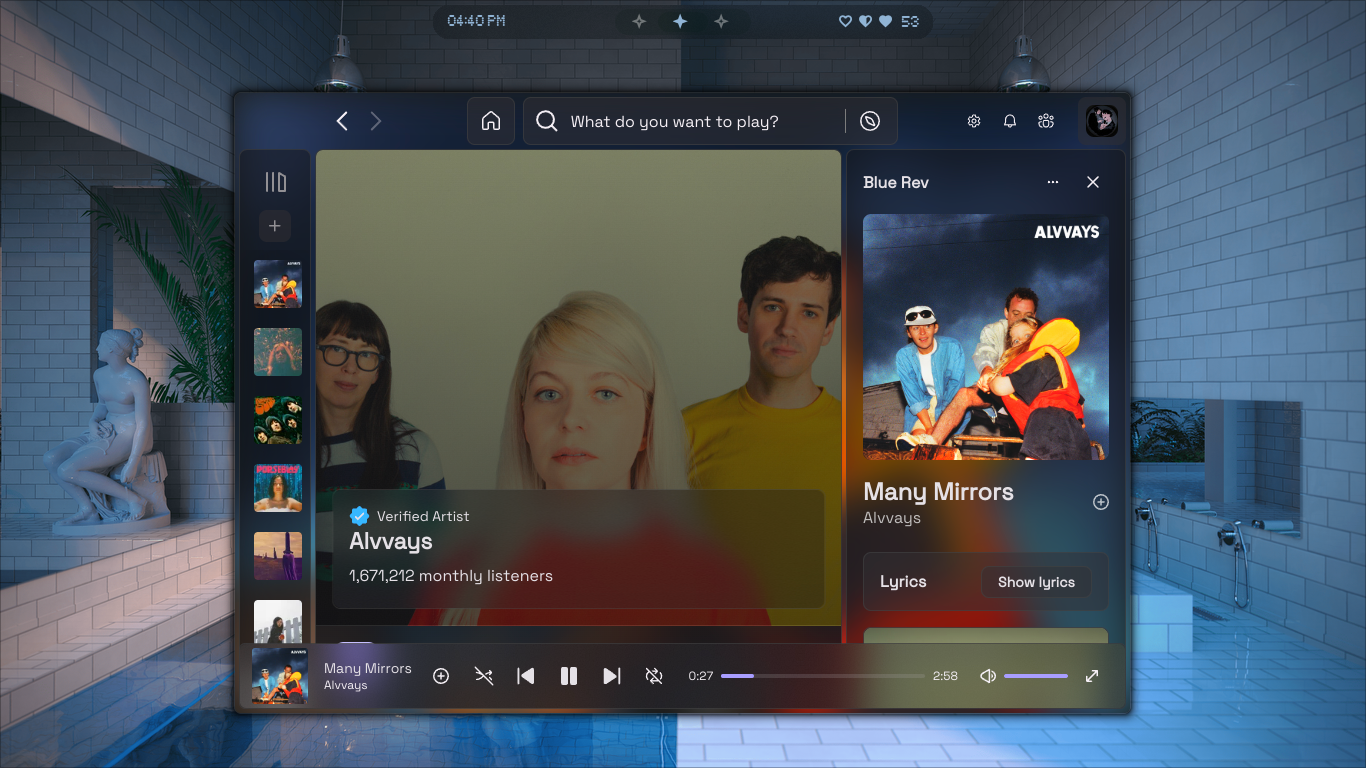 04:40 PM
53
What do you want to play?
Blue Rev
ALVVAYS
Verified Artist
Alvvays
1,671,212 monthly listeners
Many Mirrors
Alvvays
Lyrics
Show lyrics
Many Mirrors
Alvvays
0:27
2:58